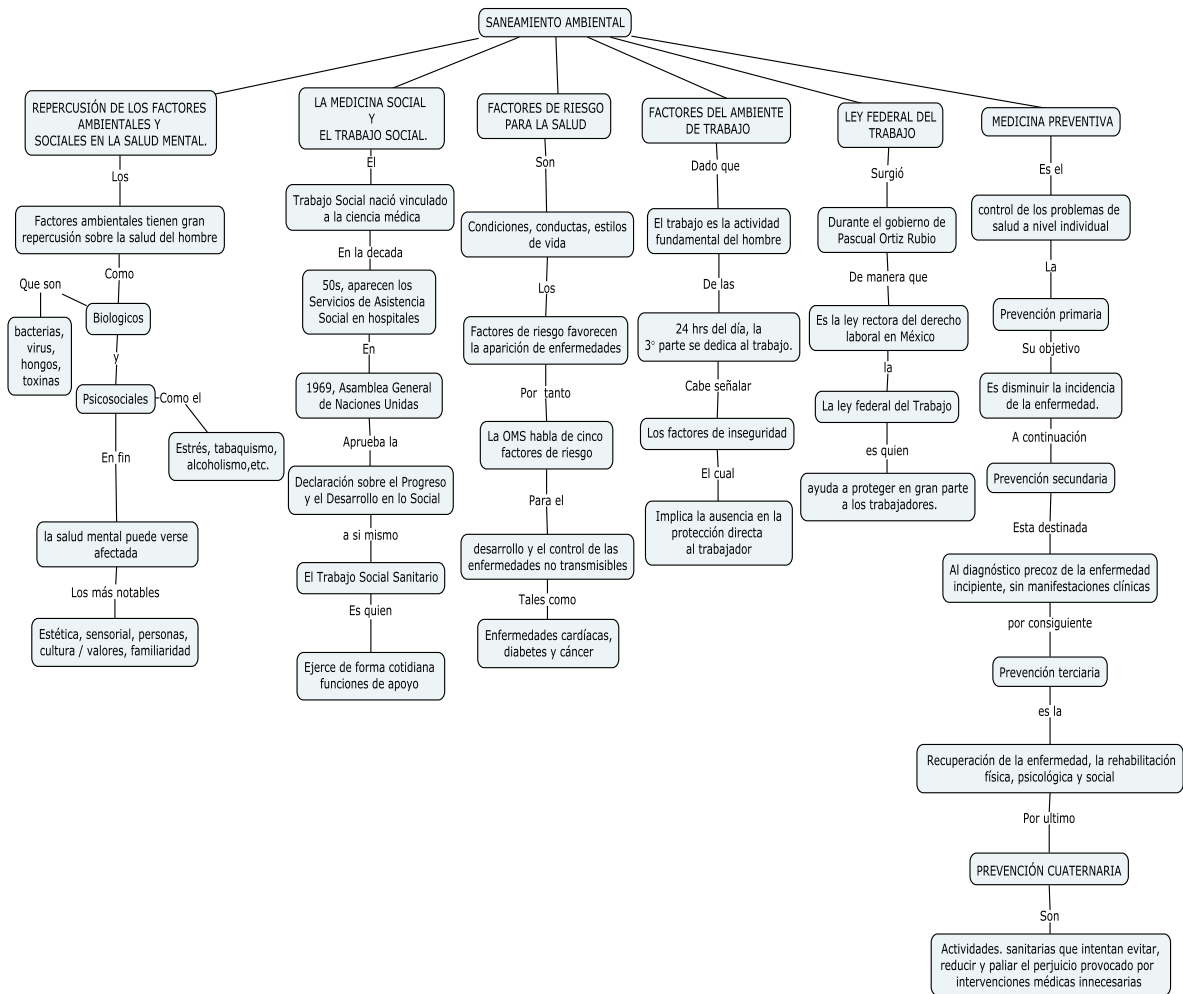 SANEAMIENTO AMBIENTAL
REPERCUSIÓN DE LOS FACTORES
AMBIENTALES Y
SOCIALES EN LA SALUD MENTAL.
Los
Factores ambientales tienen gran
repercusión sobre la salud del hombre
Como
Que son
Biologicos
bacterias,
virus,
hongos,
toxinas
y
Psicosociales
Como el
Estrés, tabaquismo,
alcoholismo,etc.
En fin
la salud mental puede verse
afectada
Los más notables
Estética, sensorial, personas,
cultura / valores, familiaridad
LA MEDICINA SOCIAL
Y
EL TRABAJO SOCIAL.
El
Trabajo Social nació vinculado
a la ciencia médica
En la decada
50s, aparecen los
Servicios de Asistencia
Social en hospitales
En
1969, Asamblea General
de Naciones Unidas
Aprueba la
Declaración sobre el Progreso
y el Desarrollo en lo Social
a si mismo
El Trabajo Social Sanitario
Es quien
Ejerce de forma cotidiana
funciones de apoyo
FACTORES DE RIESGO
PARA LA SALUD
Son
Condiciones, conductas, estilos
de vida
Los
Factores de riesgo favorecen
la aparición de enfermedades
Por tanto
La OMS habla de cinco
factores de riesgo
Para el
desarrollo y el control de las
enfermedades no transmisibles
Tales como
Enfermedades cardíacas,
diabetes y cáncer
FACTORES DEL AMBIENTE
DE TRABAJO
Dado que
El trabajo es la actividad
fundamental del hombre
De las
24 hrs del día, la
3° parte se dedica al trabajo.
Cabe señalar
Los factores de inseguridad
El cual
Implica la ausencia en la
protección directa
al trabajador
LEY FEDERAL DEL
TRABAJO
Surgió
Durante el gobierno de
Pascual Ortiz Rubio
De manera que
Es la ley rectora del derecho
laboral en México
la
La ley federal del Trabajo
es quien
ayuda a proteger en gran parte
a los trabajadores.
MEDICINA PREVENTIVA
Es el
control de los problemas de
salud a nivel individual
La
Prevención primaria
Su objetivo
Es disminuir la incidencia
de la enfermedad.
A continuación
Prevención secundaria
Esta destinada
Al diagnóstico precoz de la enfermedad
incipiente, sin manifestaciones clínicas
por consiguiente
Prevención terciaria
es la
Recuperación de la enfermedad, la rehabilitación
física, psicológica y social
Por ultimo
PREVENCIÓN CUATERNARIA
Son
Actividades. sanitarias que intentan evitar,
reducir y paliar el perjuicio provocado por
intervenciones médicas innecesarias